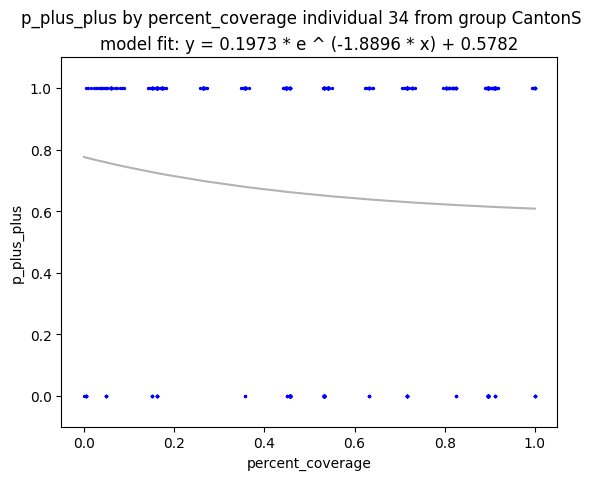 p_plus_plus by percent_coverage individual 34 from group CantonS
model fit: y = 0.1973 * e ^ (-1.8896 * x) + 0.5782
1.0
0.8
0.6
0.4
0.2
0.0
p_plus_plus
0.0 0.2 0.4 0.6 0.8 1.0
percent_coverage